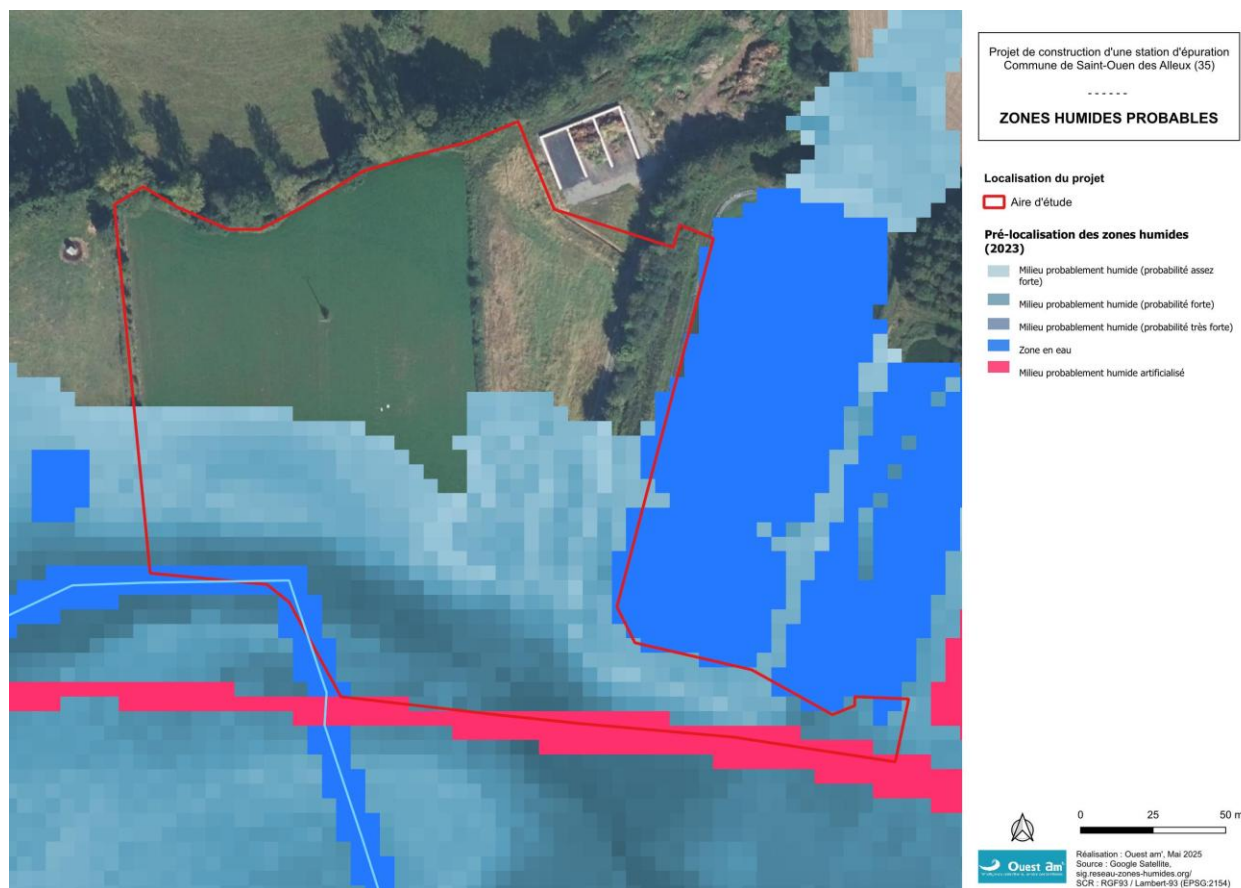 Projet de construction d'une station d'épuration
Commune de Saint-Ouen des Alleux (35)
------
ZONES HUMIDES PROBABLES
Localisation du projet
Aire d'étude
Pré-localisation des zones humides
(2023)
Milieu probablement humide (probabilité assez
forte)
Milieu probablement humide (probabilité forte)
Milieu probablement humide (probabilité très forte)
Zone en eau
Milieu probablement humide artificialisé
0 25 50 m
Ouest am'
Réalisation : Ouest am', Mai 2025
Source : Google Satellite,
sig.reseau-zones-humides.org/
SCR : RGF93 / Lambert-93 (EPSG:2154)